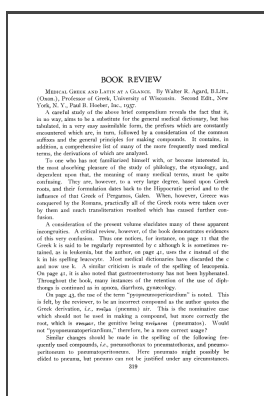 BOOK REVIEW
MEDICAL GREEK AND LATIN AT A GLANCE. By Walter R. Agard, B.Litt.,
(Oxon.), Professor of Greek, University of Wisconsin. Second Edit., New
York, N. Y., Paul B. Hoeber, Inc., 1937.
A careful study of the above brief compendium reveals the fact that it,
in no way, aims to be a substitute for the general medical dictionary, but has
tabulated, in a very easy assimilable form, the prefixes which are constantly
encountered which are, in turn, followed by a consideration of the common
suffixes and the general principles for making compounds. It contains, in
addition, a comprehensive list of many of the more frequently used medical
terms, the derivations of which are analyzed.
To one who has not familiarized himself with, or become interested in,
the most absorbing pleasure of the study of philology, the etymology, and
dependent upon that, the meaning of many medical terms, must be quite
confusing. They are, however, to a very large degree, based upon Greek
roots, and their formulation dates back to the Hippocratic period and to the
influence of that Greek of Pergamos, Galen. When, however, Greece was
conquered by the Romans, practically all of the Greek roots were taken over
by them and much transliteration resulted which has caused further con-
fusion.
A consideration of the present volume elucidates many of these apparent
incongruities. A critical review, however, of the book demonstrates evidences
of this very confusion. Thus one notices, for instance, on page 11 that the
Greek k is said to be regularly represented by c although k is sometimes re-
tained, as in leukemia, but the author, on page 41, uses the c instead of the
k in his spelling leucocyte. Most medical dictionaries have discarded the c
and now use k. A similar criticism is made of the spelling of leucopenia.
On page 41, it is also noted that gastroenterostomy has not been hyphenated.
Throughout the book, many instances of the retention of the use of diph-
thongs is continued as in aposta, diarrhoea, gynaecology.
On page 43, the use of the term "pyopneumopericardium" is noted. This
is felt, by the reviewer, to be an incorrect compound as the author quotes the
Greek derivation, i.e., πνεῦμα (pneuma) air. This is the nominative case
which should not be used in making a compound, but more correctly the
root, which is πνευματ, the genitive being πνεύματος (pneumatos). Would
not "pyopneumatopericardium," therefore, be a more correct usage?
Similar changes should be made in the spelling of the following fre-
quently used compounds, i.e., pneumothorax to pneumatothorax, and pneumo-
peritoneum to pneumatoperitoneum. Here pneumato might possibly be
elided to pneuma, but pneumo can not be justified under any circumstances.
319